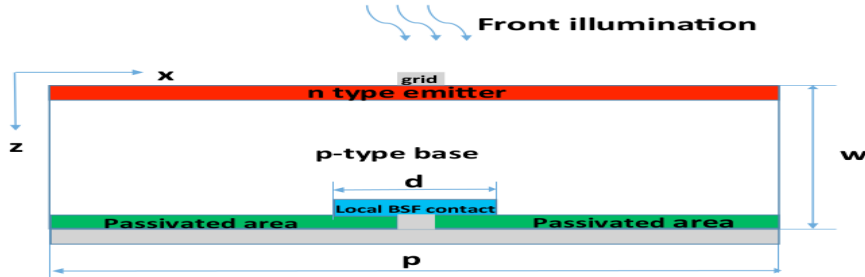 Front illumination
x
grid
n type emitter
z
p-type base
w
d
Local BSF contact
Passivated area
Passivated area
p